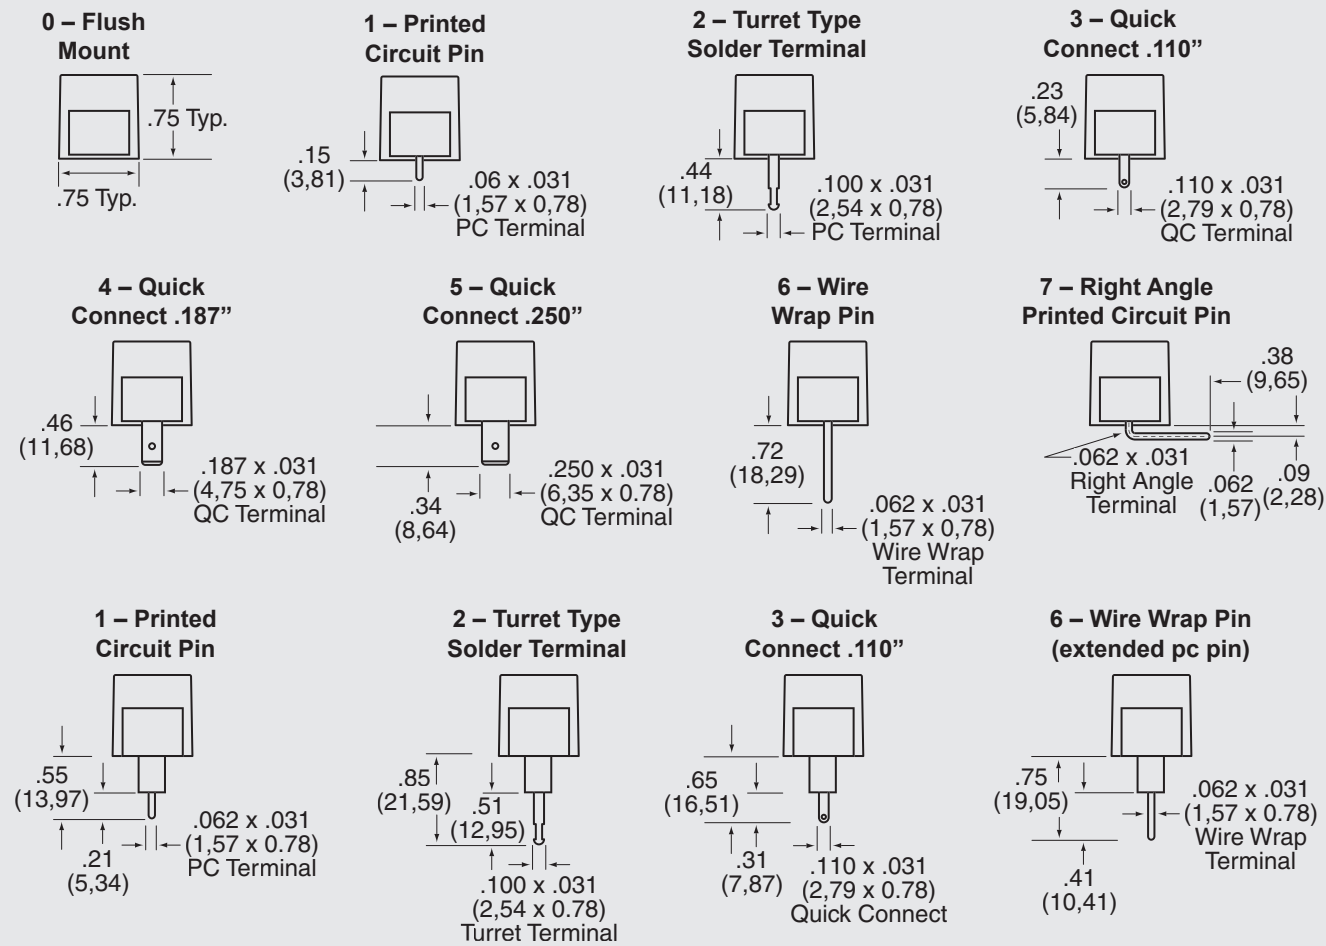 0 – Flush
Mount
.75 Typ.
.75 Typ.
1 – Printed
Circuit Pin
.15
(3,81)
.06 x .031
(1,57 x 0,78)
PC Terminal
2 – Turret Type
Solder Terminal
.44
(11,18)
.100 x .031
(2,54 x 0,78)
PC Terminal
3 – Quick
Connect .110”
.23
(5,84)
.110 x .031
(2,79 x 0,78)
QC Terminal
4 – Quick
Connect .187”
.46
(11,68)
.187 x .031
(4,75 x 0,78)
QC Terminal
5 – Quick
Connect .250”
.34
(8,64)
.250 x .031
(6,35 x 0.78)
QC Terminal
6 – Wire
Wrap Pin
.72
(18,29)
.062 x .031
(1,57 x 0,78)
Wire Wrap
Terminal
7 – Right Angle
Printed Circuit Pin
.38
(9,65)
.062 x .031
Right Angle
Terminal
.062
(1,57)
.09
(2,28)
1 – Printed
Circuit Pin
.55
(13,97)
.21
(5,34)
.062 x .031
(1,57 x 0.78)
PC Terminal
2 – Turret Type
Solder Terminal
.85
(21,59)
.51
(12,95)
.100 x .031
(2,54 x 0.78)
Turret Terminal
3 – Quick
Connect .110”
.65
(16,51)
.31
(7,87)
.110 x .031
(2,79 x 0.78)
Quick Connect
6 – Wire Wrap Pin
(extended pc pin)
.75
(19,05)
.41
(10,41)
.062 x .031
(1,57 x 0.78)
Wire Wrap
Terminal